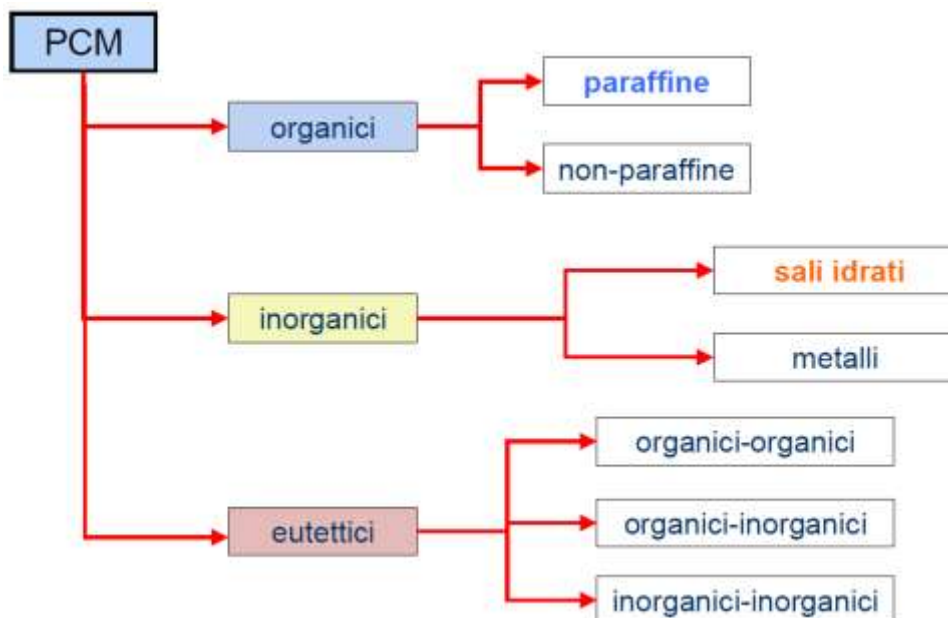 PCM
organici
paraffine
non-paraffine
inorganici
sali idrati
metalli
eutettici
organici-organici
organici-inorganici
inorganici-inorganici